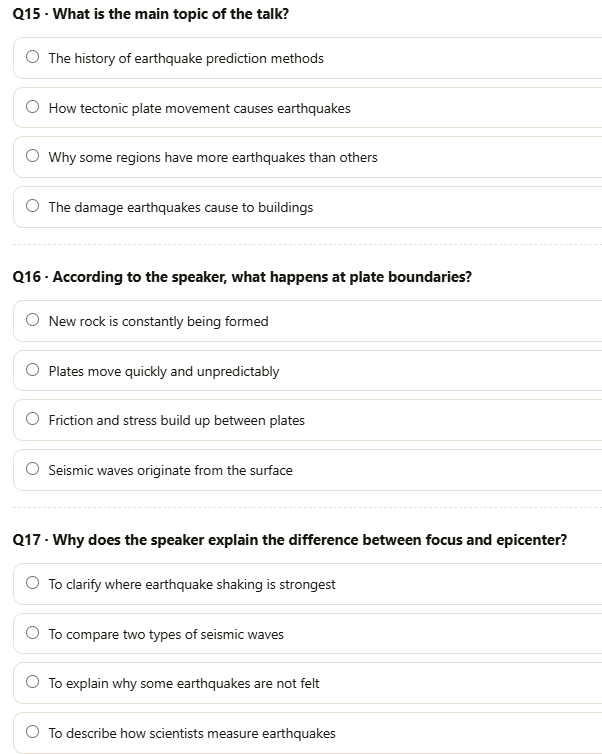 Q15 · What is the main topic of the talk?
The history of earthquake prediction methods
How tectonic plate movement causes earthquakes
Why some regions have more earthquakes than others
The damage earthquakes cause to buildings
Q16 · According to the speaker, what happens at plate boundaries?
New rock is constantly being formed
Plates move quickly and unpredictably
Friction and stress build up between plates
Seismic waves originate from the surface
Q17 · Why does the speaker explain the difference between focus and epicenter?
To clarify where earthquake shaking is strongest
To compare two types of seismic waves
To explain why some earthquakes are not felt
To describe how scientists measure earthquakes